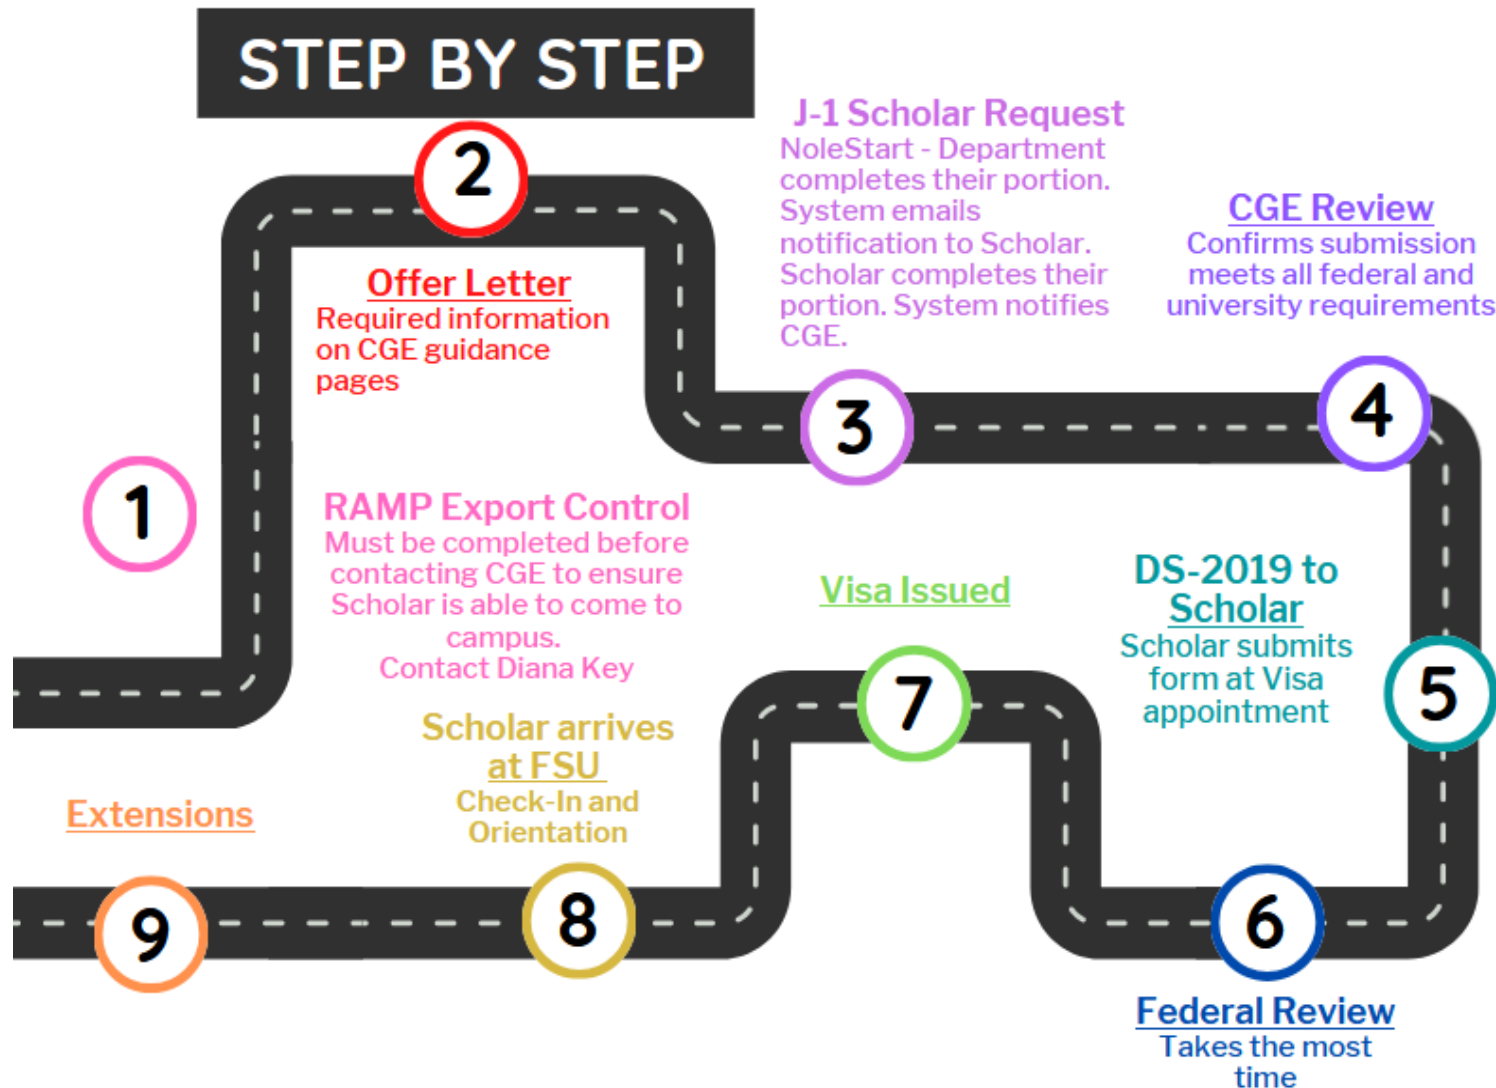 STEP BY STEP
1
RAMP Export Control
Must be completed before
contacting CGE to ensure
Scholar is able to come to
campus.
Contact Diana Key
2
Offer Letter
Required information
on CGE guidance
pages
3
J-1 Scholar Request
NoleStart - Department
completes their portion.
System emails
notification to Scholar.
Scholar completes their
portion. System notifies
CGE.
4
CGE Review
Confirms submission
meets all federal and
university requirements
5
DS-2019 to
Scholar
Scholar submits
form at Visa
appointment
6
Federal Review
Takes the most
time
7
Visa Issued
8
Scholar arrives
at FSU
Check-In and
Orientation
9
Extensions